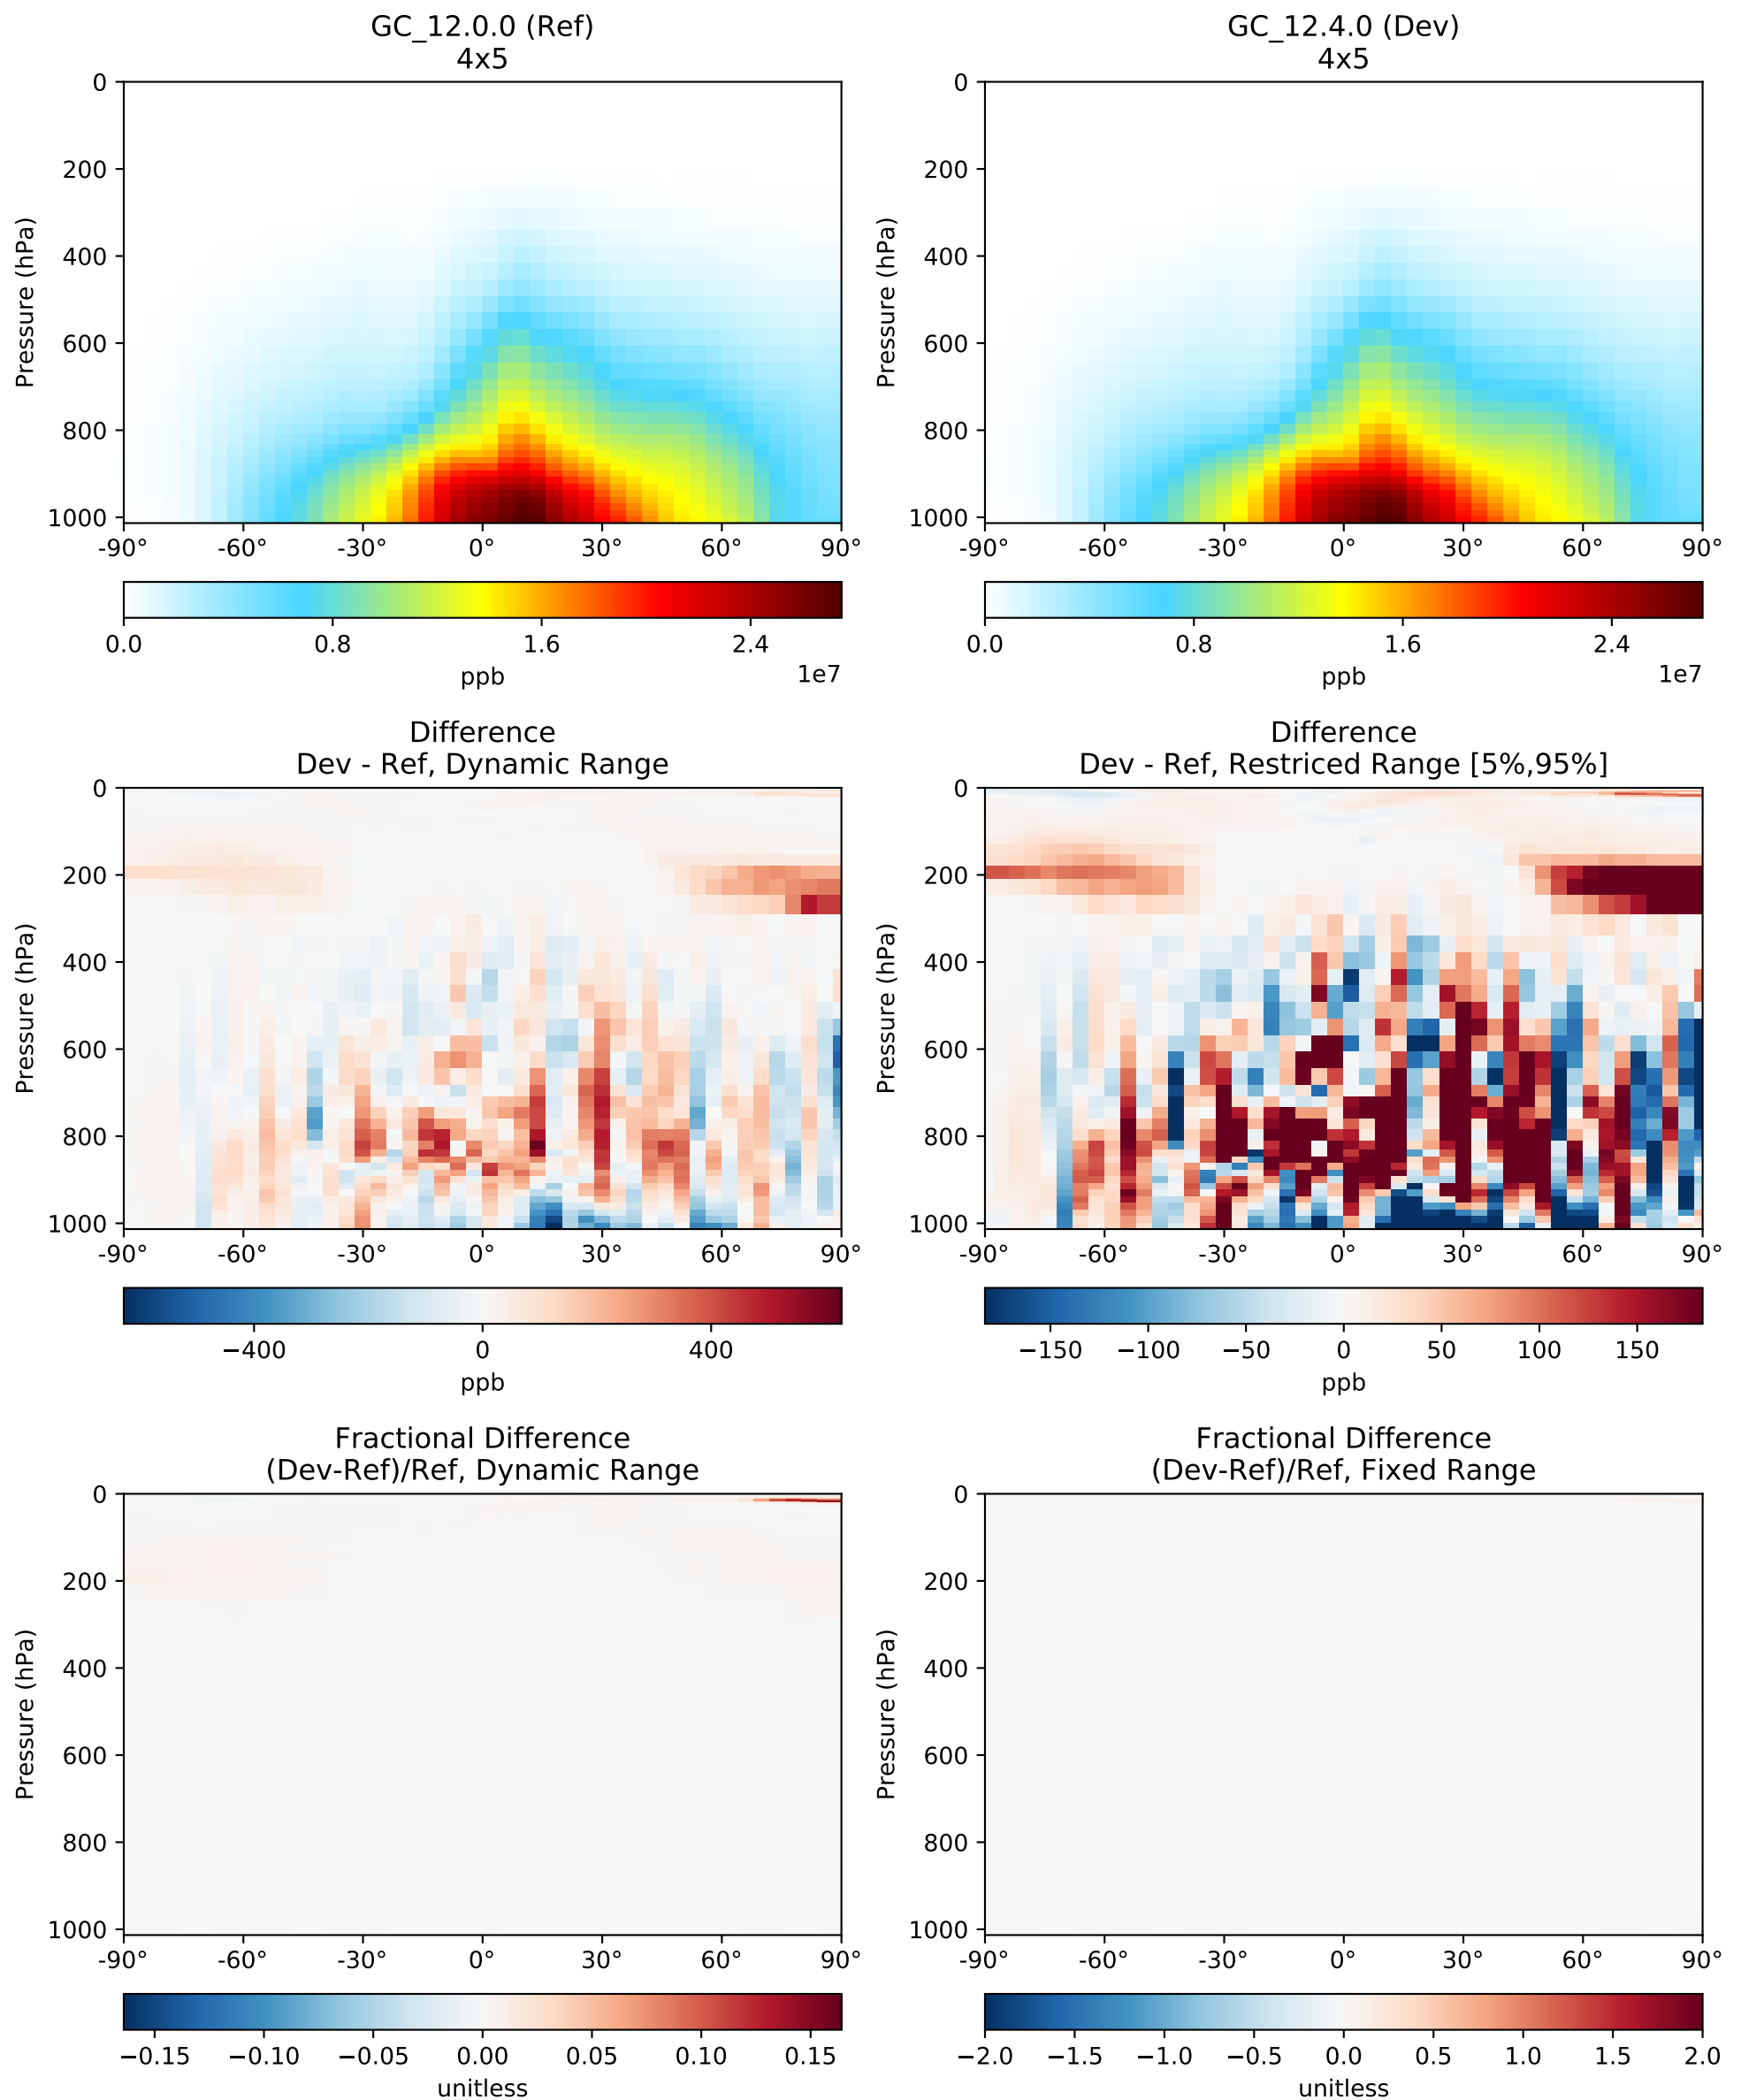 GC_12.0.0 (Ref)
4x5
GC_12.4.0 (Dev)
4x5
Pressure (hPa)
0
200
400
600
800
1000
-90° -60° -30° 0° 30° 60° 90°
0.0 0.8 1.6 2.4
1e7
ppb
Pressure (hPa)
0
200
400
600
800
1000
-90° -60° -30° 0° 30° 60° 90°
0.0 0.8 1.6 2.4
1e7
ppb
Difference
Dev - Ref, Dynamic Range
Difference
Dev - Ref, Restriced Range [5%,95%]
Pressure (hPa)
0
200
400
600
800
1000
-90° -60° -30° 0° 30° 60° 90°
−400 0 400
ppb
Pressure (hPa)
0
200
400
600
800
1000
-90° -60° -30° 0° 30° 60° 90°
−150 −100 −50 0 50 100 150
ppb
Fractional Difference
(Dev-Ref)/Ref, Dynamic Range
Fractional Difference
(Dev-Ref)/Ref, Fixed Range
Pressure (hPa)
0
200
400
600
800
1000
-90° -60° -30° 0° 30° 60° 90°
−0.15 −0.10 −0.05 0.00 0.05 0.10 0.15
unitless
Pressure (hPa)
0
200
400
600
800
1000
-90° -60° -30° 0° 30° 60° 90°
−2.0 −1.5 −1.0 −0.5 0.0 0.5 1.0 1.5 2.0
unitless